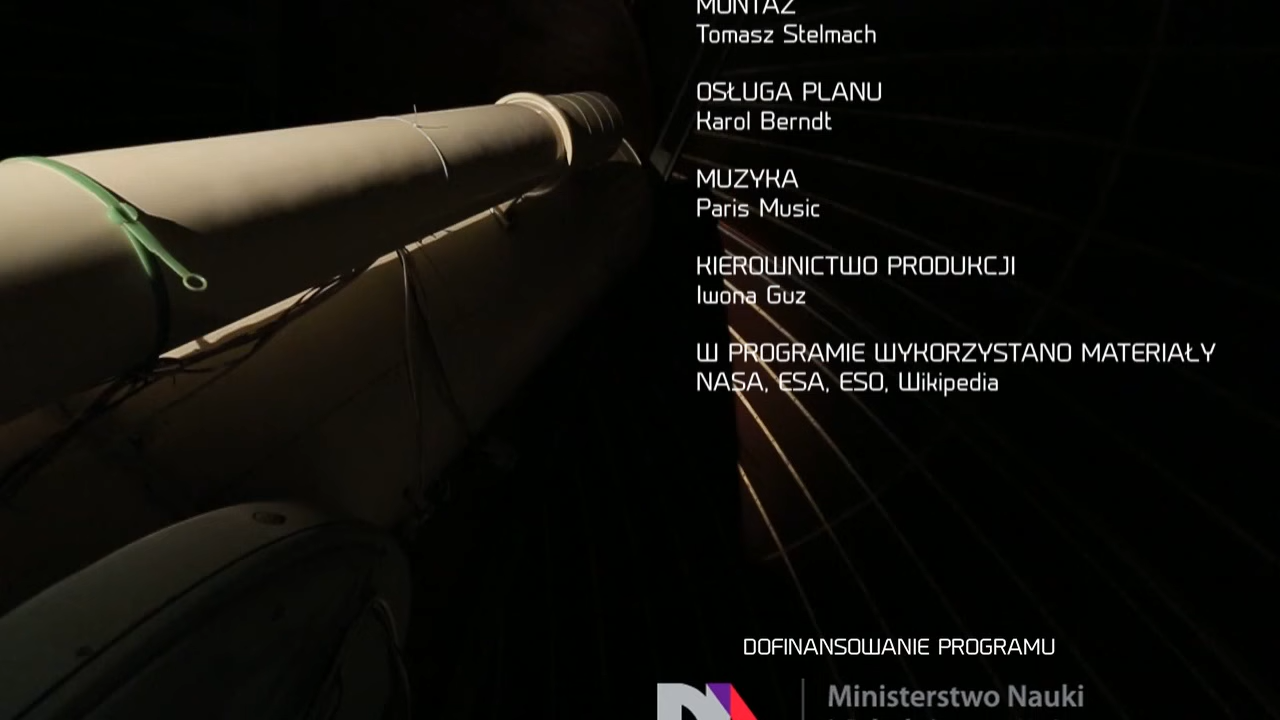 MONTAŻ
Tomasz Stelmach
OSŁUGA PLANU
Karol Berndt
MUZYKA
Paris Music
KIEROWNICTWO PRODUKCJI
Iwona Guz
W PROGRAMIE WYKORZYSTANO MATERIAŁY
NASA, ESA, ESO, Wikipedia
DOFINANSOWANIE PROGRAMU
Ministerstwo Nauki